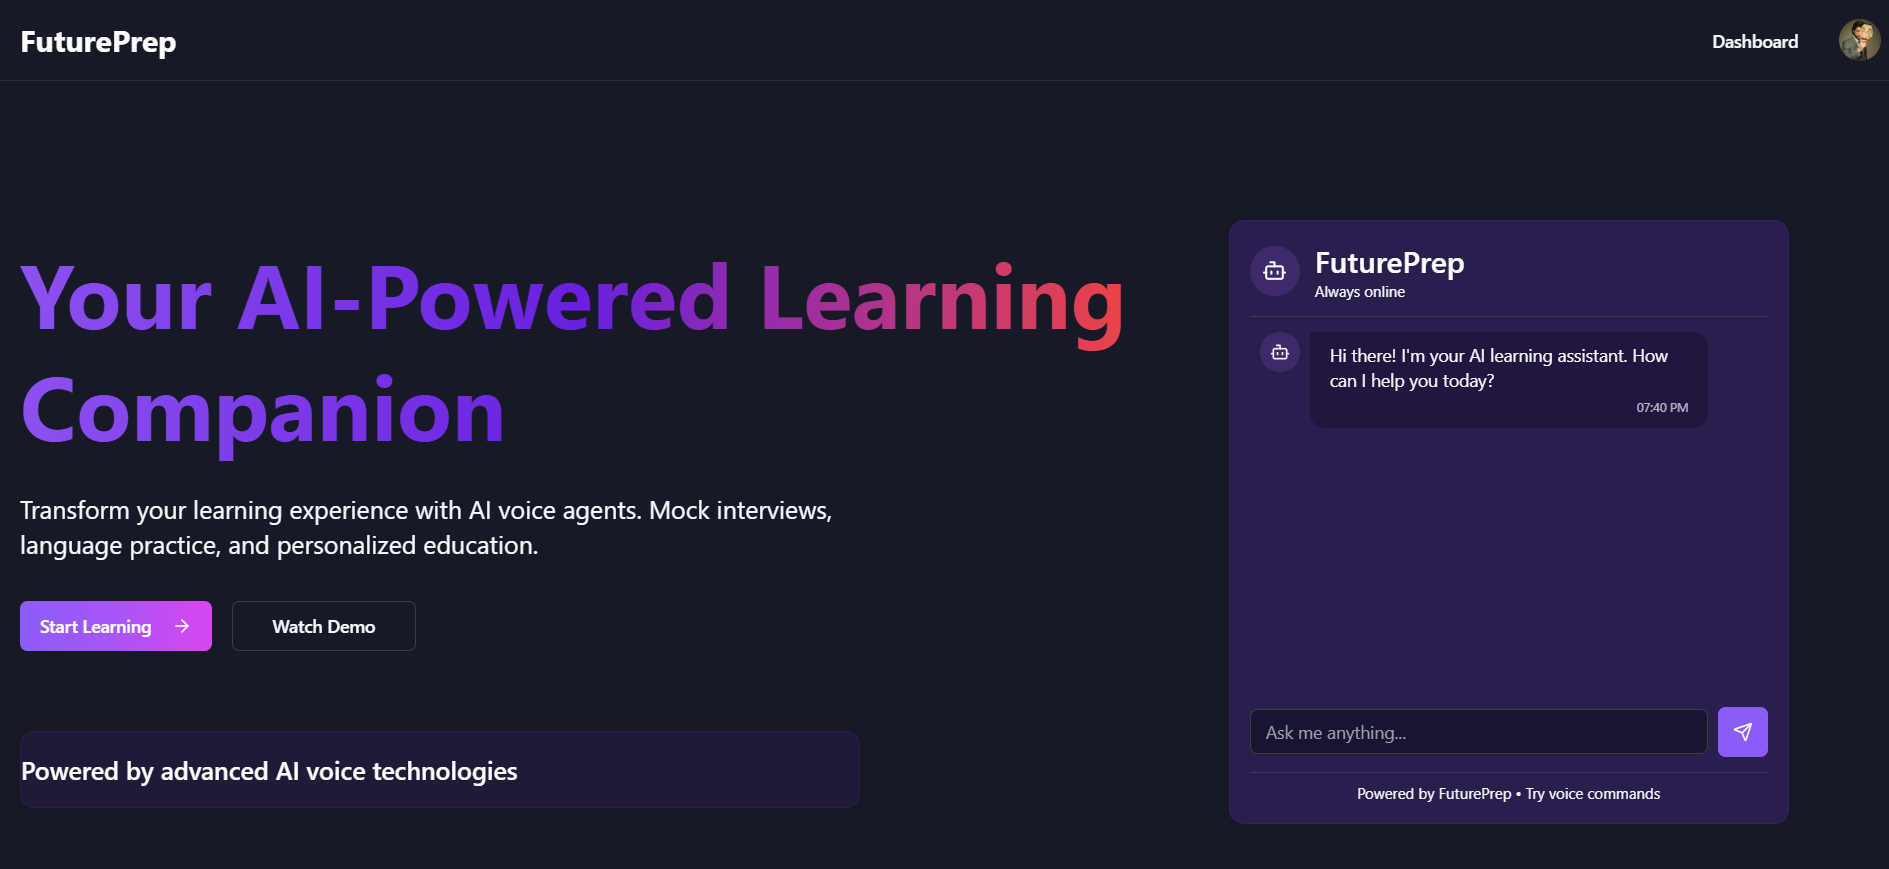 FuturePrep
Dashboard
Your AI-Powered Learning
Companion
Transform your learning experience with AI voice agents. Mock interviews,
language practice, and personalized education.
Start Learning
Watch Demo
Powered by advanced AI voice technologies
FuturePrep
Always online
Hi there! I'm your AI learning assistant. How
can I help you today?
07:40 PM
Ask me anything...
Powered by FuturePrep • Try voice commands